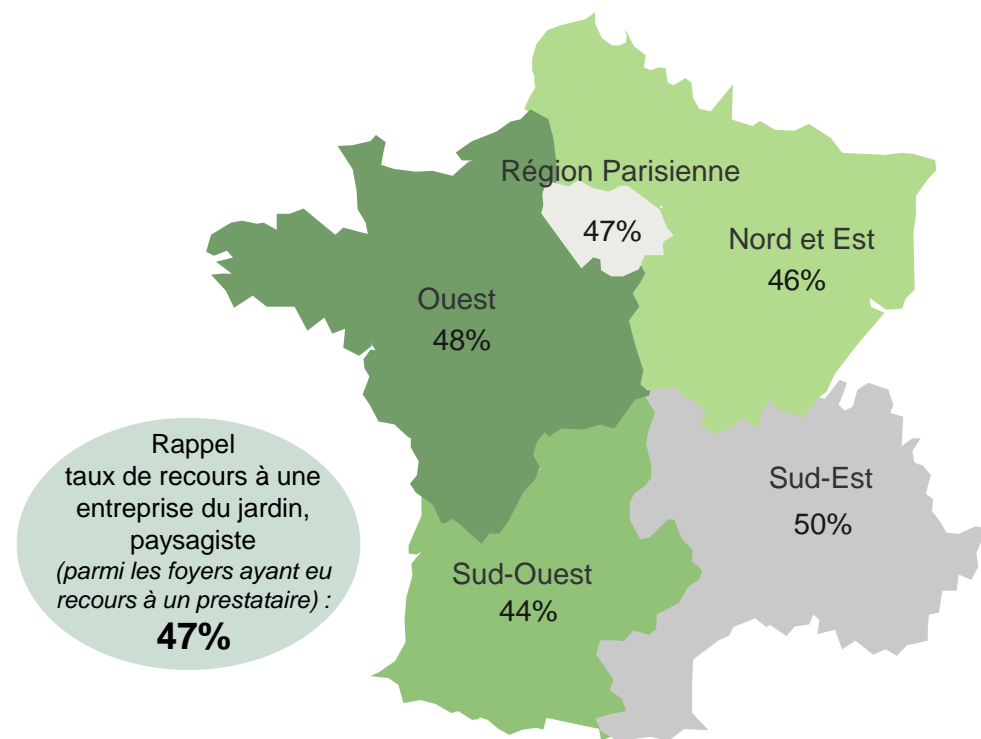 Région Parisienne
47%
Nord et Est
46%
Ouest
48%
Rappel
taux de recours à une
entreprise du jardin,
paysagiste
(parmi les foyers ayant eu
recours à un prestataire) :
47%
Sud-Est
50%
Sud-Ouest
44%